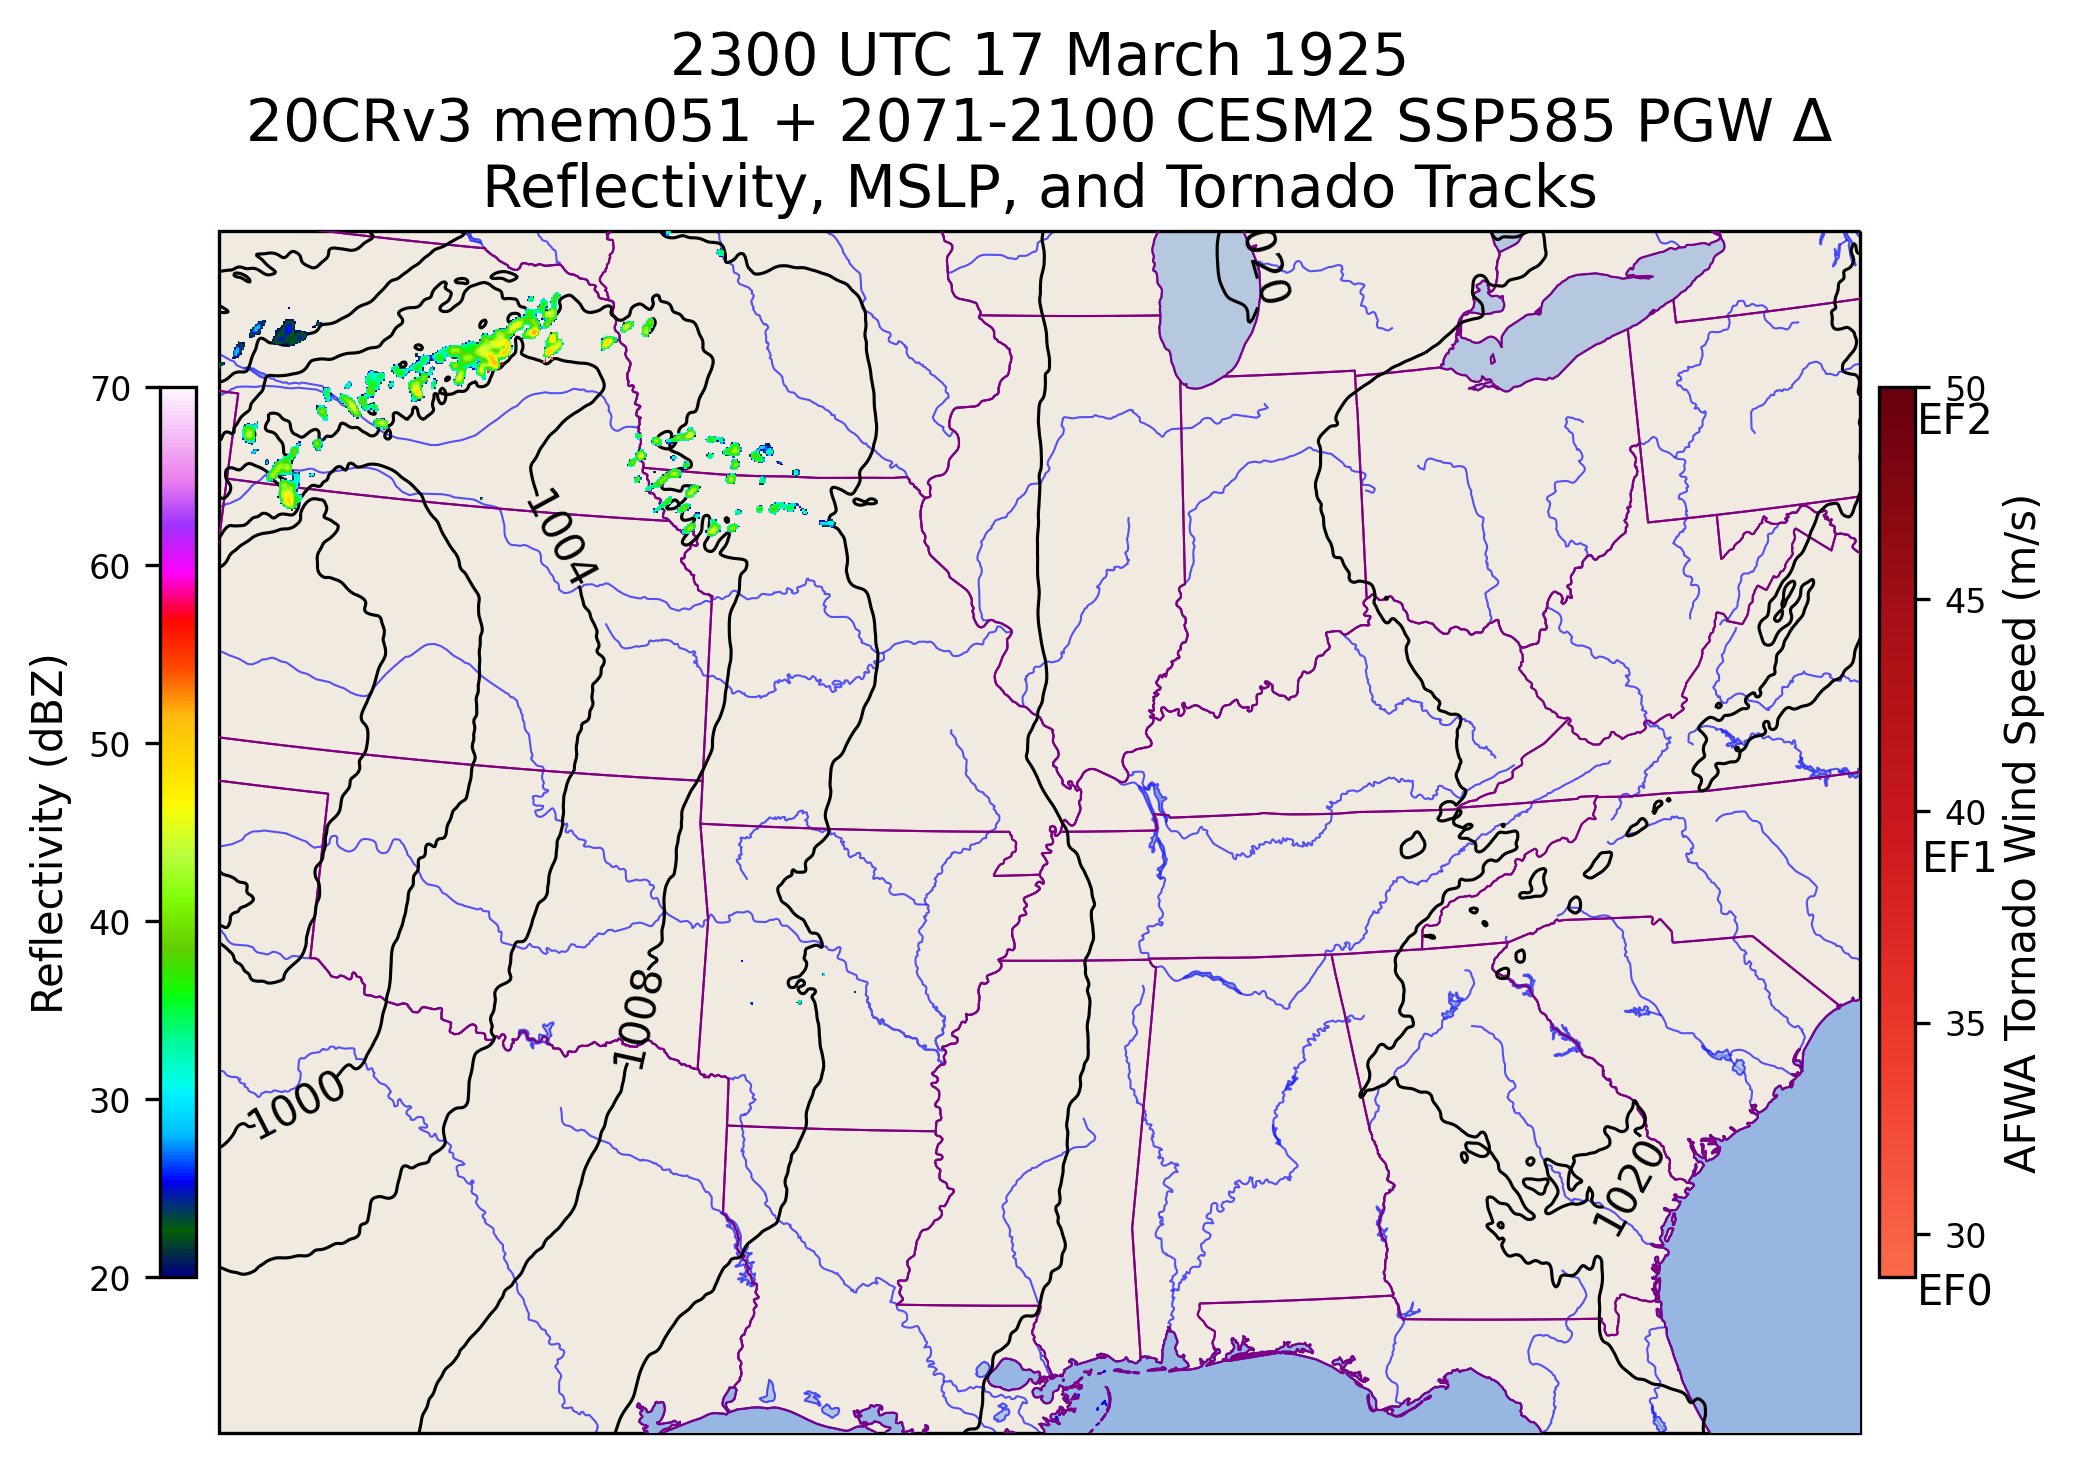 2300 UTC 17 March 1925
20CRv3 mem051 + 2071-2100 CESM2 SSP585 PGW Δ
Reflectivity, MSLP, and Tornado Tracks
Reflectivity (dBZ)
70
60
50
40
30
20
1004
1008
1000
020
1020
50
EF2
45
40
EF1
35
30
EF0
AFWA Tornado Wind Speed (m/s)